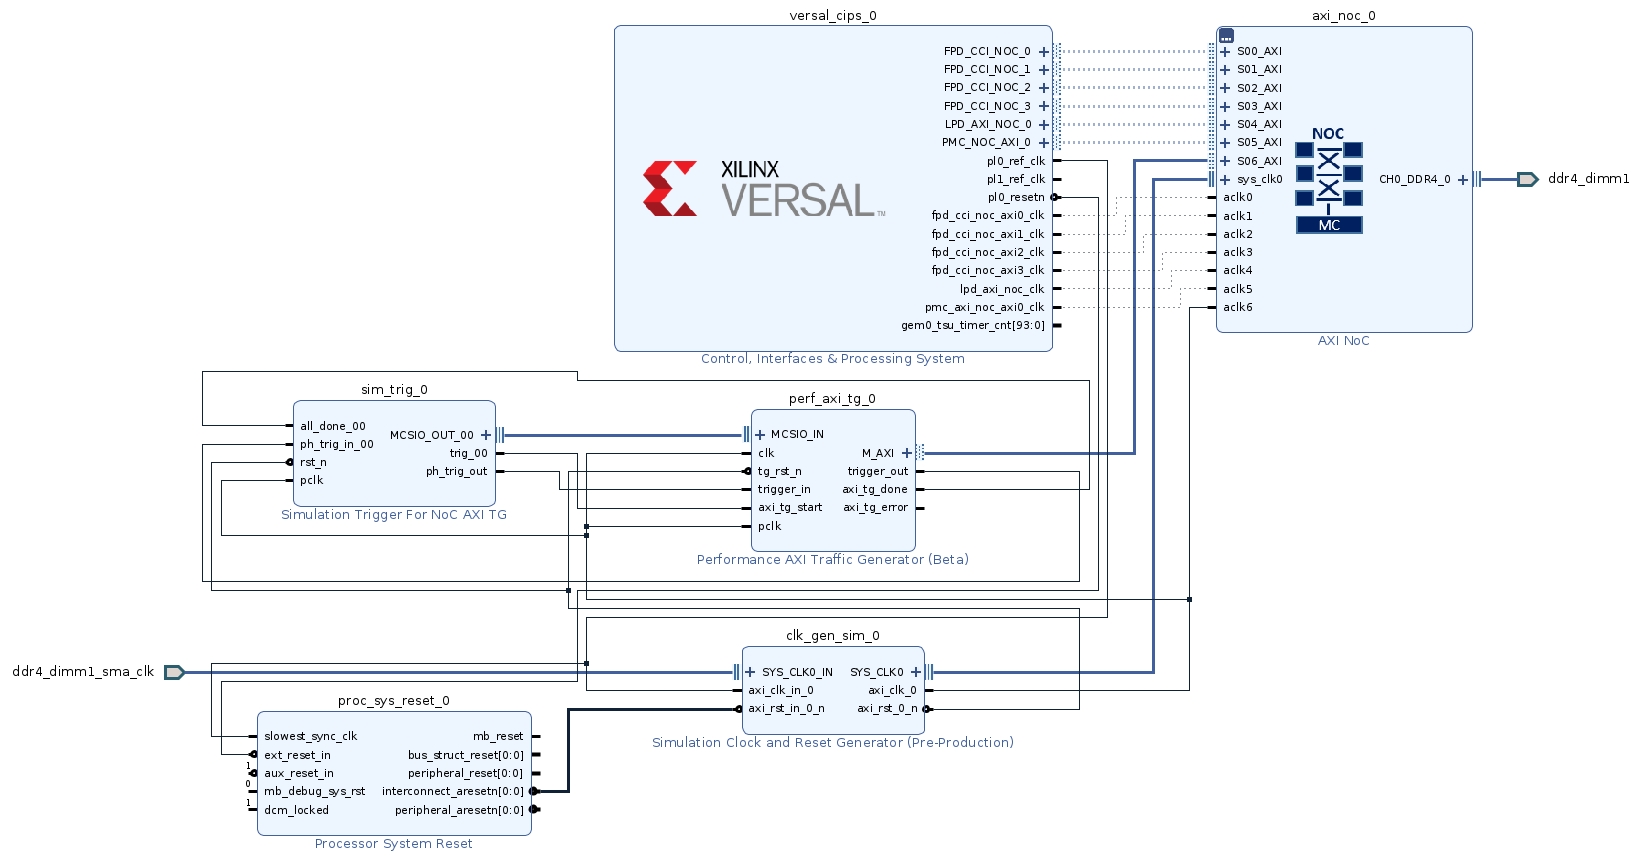 versal_cips_0
FPD_CCI_NOC_0
FPD_CCI_NOC_1
FPD_CCI_NOC_2
FPD_CCI_NOC_3
LPD_AXI_NOC_0
PMC_NOC_AXI_0
pl0_ref_clk
pl1_ref_clk
pl0_resetn
fpd_cci_noc_axi0_clk
fpd_cci_noc_axi1_clk
fpd_cci_noc_axi2_clk
fpd_cci_noc_axi3_clk
lpd_axi_noc_clk
pmc_axi_noc_axi0_clk
gem0_tsu_timer_cnt[93:0]
XILINX
VERSAL™
Control, Interfaces & Processing System
axi_noc_0
...
S00_AXI
S01_AXI
S02_AXI
S03_AXI
S04_AXI
S05_AXI
S06_AXI
sys_clk0
aclk0
aclk1
aclk2
aclk3
aclk4
aclk5
aclk6
NOC
MC
CH0_DDR4_0
AXI NoC
ddr4_dimm1
sim_trig_0
all_done_00
ph_trig_in_00
rst_n
pclk
MCSIO_OUT_00
trig_00
ph_trig_out
Simulation Trigger For NoC AXI TG
perf_axi_tg_0
MCSIO_IN
clk
tg_rst_n
trigger_in
axi_tg_start
pclk
M_AXI
trigger_out
axi_tg_done
axi_tg_error
Performance AXI Traffic Generator (Beta)
ddr4_dimm1_sma_clk
clk_gen_sim_0
SYS_CLK0_IN
axi_clk_in_0
axi_rst_in_0_n
SYS_CLK0
axi_clk_0
axi_rst_0_n
Simulation Clock and Reset Generator (Pre-Production)
proc_sys_reset_0
slowest_sync_clk
ext_reset_in
1
aux_reset_in
0
mb_debug_sys_rst
1
dcm_locked
mb_reset
bus_struct_reset[0:0]
peripheral_reset[0:0]
interconnect_aresetn[0:0]
peripheral_aresetn[0:0]
Processor System Reset